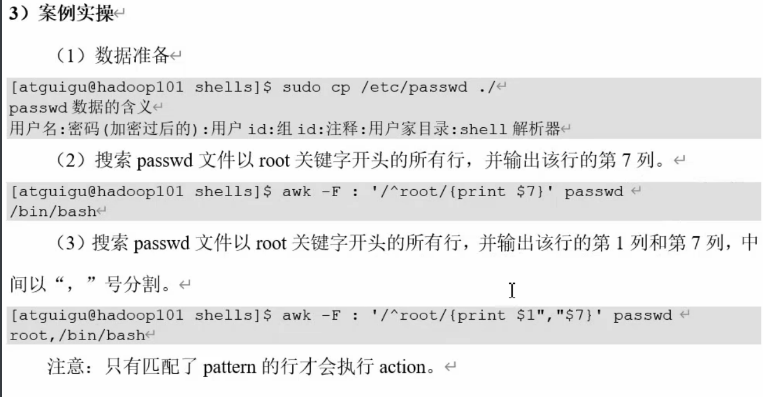 3）案例实操
（1）数据准备
[atguigu@hadoop101 shells]$ sudo cp /etc/passwd ./
passwd 数据的含义
用户名:密码(加密过后的):用户 id:组 id:注释:用户家目录:shell 解析器
（2）搜索 passwd 文件以 root 关键字开头的所有行，并输出该行的第 7 列。
[atguigu@hadoop101 shells]$ awk -F : '/^root/{print $7}' passwd
/bin/bash
（3）搜索 passwd 文件以 root 关键字开头的所有行，并输出该行的第 1 列和第 7 列，中
间以“，”号分割。
[atguigu@hadoop101 shells]$ awk -F : '/^root/{print $1","$7}' passwd
root,/bin/bash
注意：只有匹配了 pattern 的行才会执行 action。